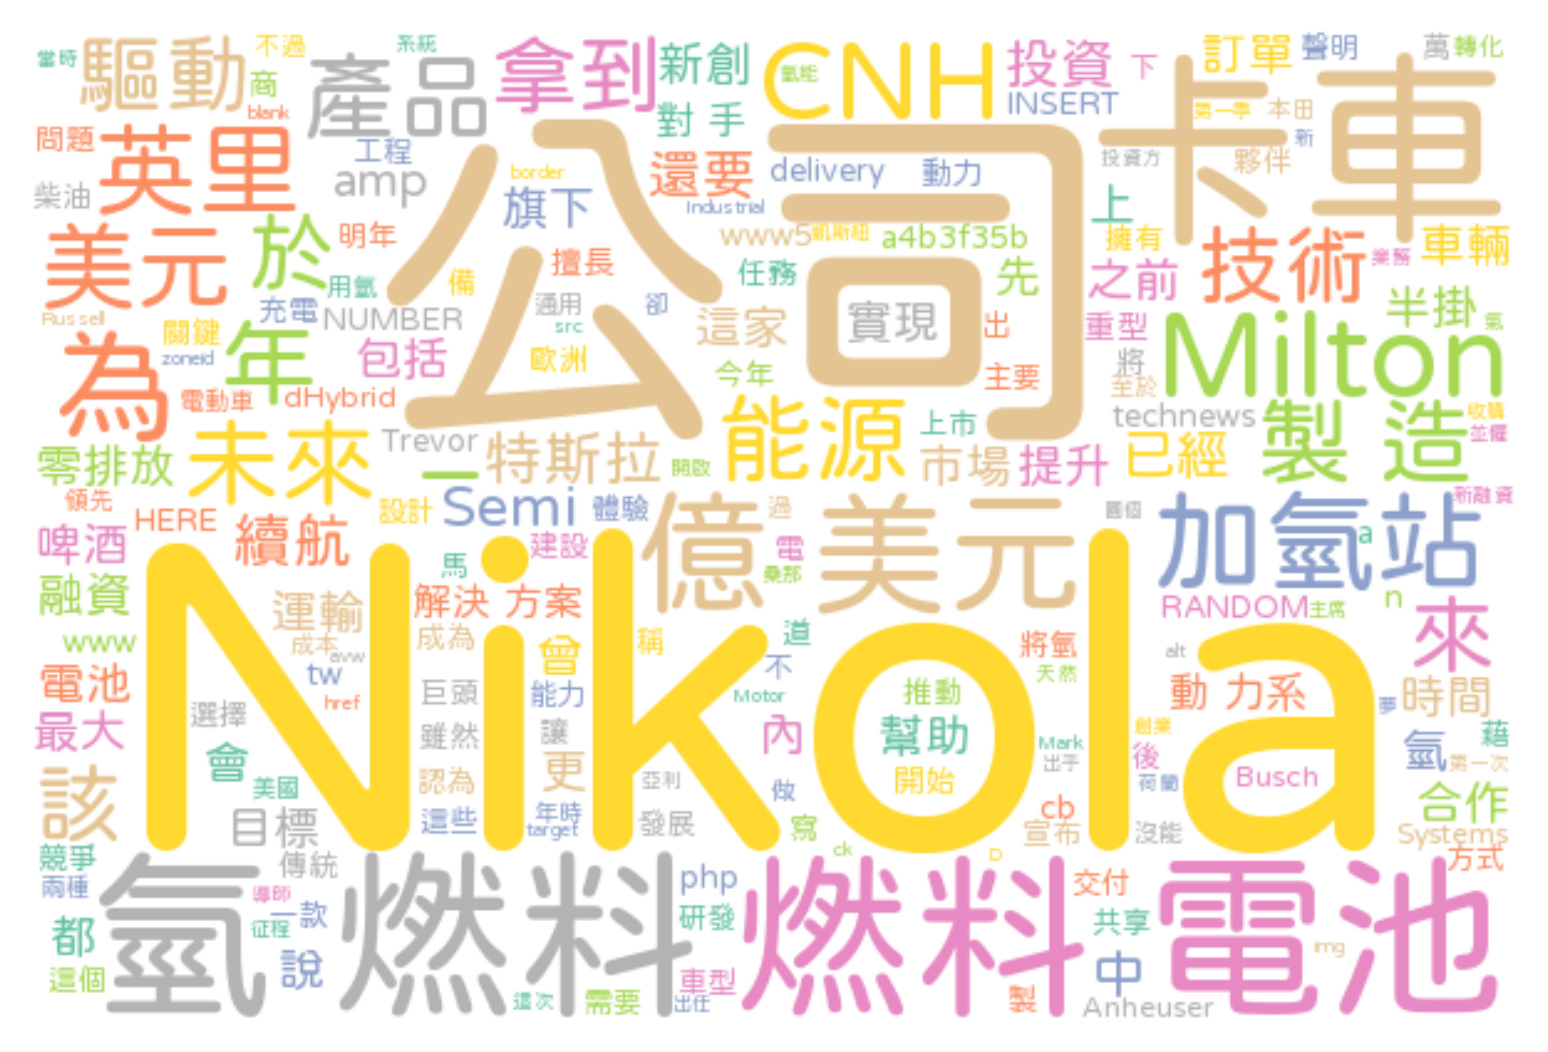 當時
驅動
不過
商
blank
系統
產品
拿到
新創
對 手
CNH
氫能
投資
下
INSERT
訂單
聲明
萬
轉化
第一季
本田
新
卡車
問題
英里
柴油
工程
amp
border
旗下
還要
Industrial
delivery
動力
公司
投資方
夥伴
上
擁有
車輛
美元
於
明年
用氫
備
擅長
www5
凱斯紐
a4b3f35b
任務
先
之前
技術
業務
半掛
氣
Russell
充電
關鍵
zoneid
年
NUMBER
通用
src
卻
這家
實現
出
重型
將
至於
Milton
為
包括
歐洲
今年
主要
電動車
dHybrid
technews
收購
並懂
製 造
零排放
未來
Trevor
一
特斯拉
開啟
能源
上市
市場
提升
已經
領先
HERE
設計
Semi
體驗
過
新融資
啤酒
續航
馬
建設
億美元
電
桑那
加氫站
a
融資
運輸
解決 方案
RANDOM
主席
n
來
www
成本
avw
成為
曾
稱
道
不
將氫
天然
alt
tw
電池
href
巨頭
能力
Motor
推動
動 力系
時間
夢
最大
選擇
雖然
讓
內
幫助
Mark
出手
創業
後
氫
藉
第一次
Nikola
會
美國
認為
更
亞利
做
開始
荷蘭
Busch
該
目標
這些
年時
target
發展
寫
cb
宣布
沒能
合作
Systems
競爭
傳統
ck
D
方式
兩種
導師
一款
征程
php
研發
交付
共享
氫燃料
燃料電池
img
都
說
中
這個
這次
需要
車型
出任
製
Anheuser